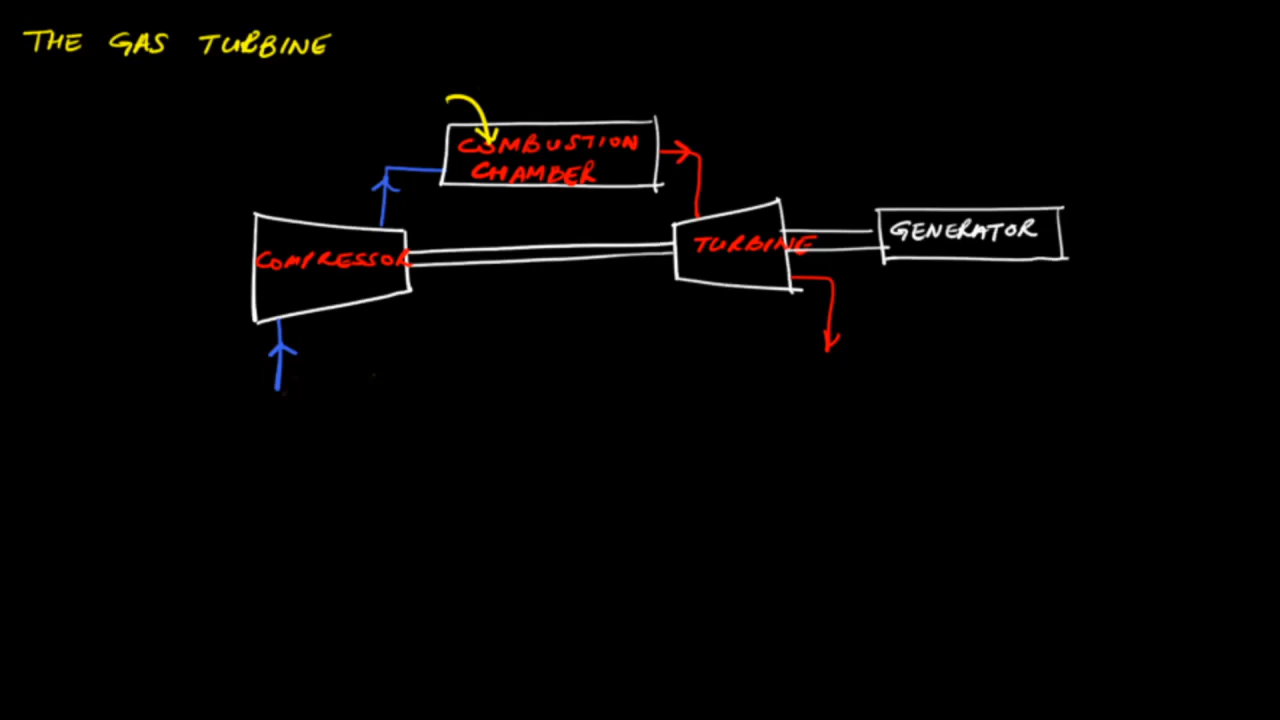 THE GAS TURBINE
COMBUSTION
CHAMBER
COMPRESSOR
TURBINE
GENERATOR